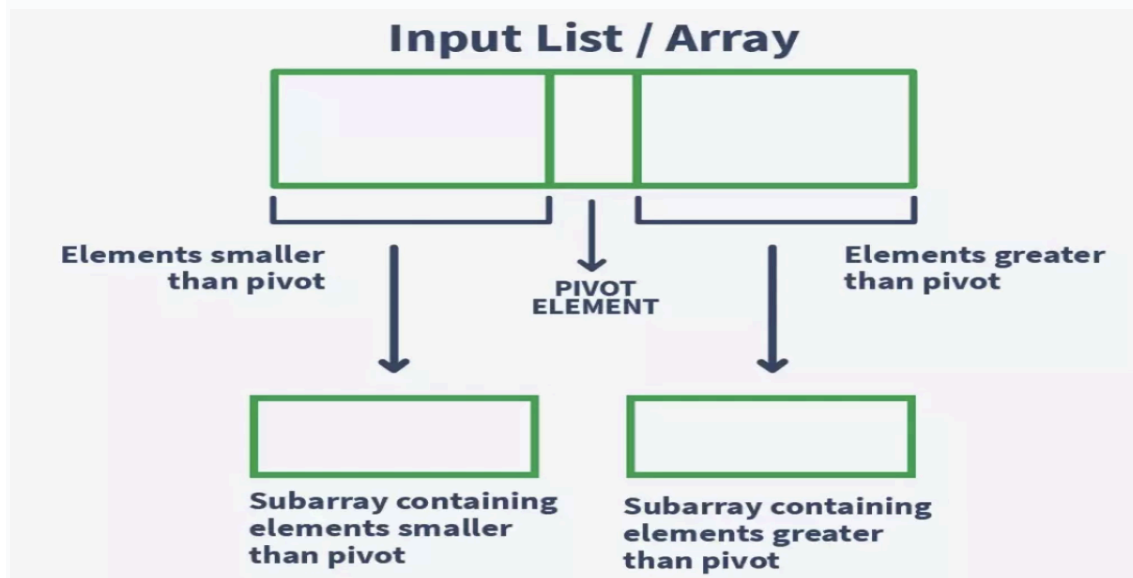 Input List / Array
Elements smaller
than pivot
PIVOT
ELEMENT
Elements greater
than pivot
Subarray containing
elements smaller
than pivot
Subarray containing
elements greater
than pivot